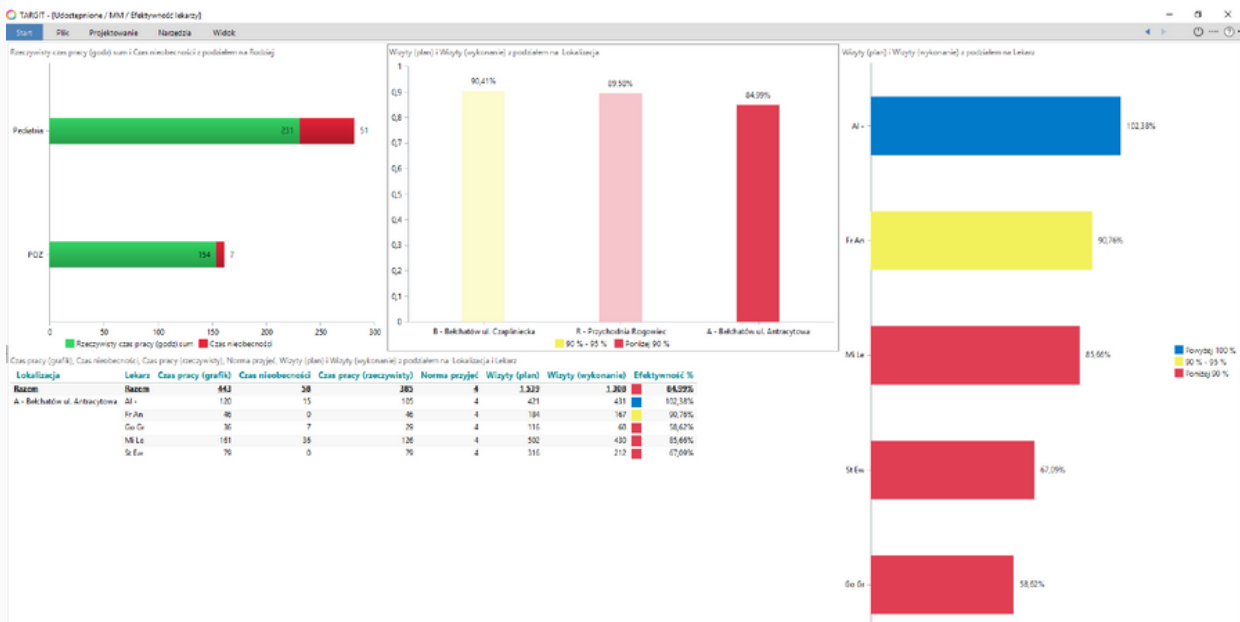 TARGIT - [Udostępnione / MM / Efektywność lekarzy]
Start Plik Projektowanie Narzędzia Widok
Rzeczywisty czas pracy (godz) sum i Czas nieobecności z podziałem na Rodzaj
Pediatria
231
51
POZ
154
7
0 50 100 150 200 250 300
Rzeczywisty czas pracy (godz) sum Czas nieobecności
Wizyty (plan) i Wizyty (wykonanie) z podziałem na Lokalizacja
1
0,9
0,8
0,7
0,6
0,5
0,4
0,3
0,2
0,1
0
90,41%
89,50%
84,99%
B - Bełchatów ul. Czapliniecka R - Przychodnia Rogowiec A - Bełchatów ul. Antracytowa
90 % - 95 % Poniżej 90 %
Wizyty (plan) i Wizyty (wykonanie) z podziałem na Lekarz
Al - 102,38%
Fr An 90,76%
Mi Le 85,66%
St Ew 67,09%
Go Gr 58,62%
Powyżej 100 %
90 % - 95 %
Poniżej 90 %
Czas pracy (grafik), Czas nieobecności, Czas pracy (rzeczywisty), Norma przyjęć, Wizyty (plan) i Wizyty (wykonanie) z podziałem na Lokalizacja i Lekarz
Lokalizacja Lekarz Czas pracy (grafik) Czas nieobecności Czas pracy (rzeczywisty) Norma przyjęć Wizyty (plan) Wizyty (wykonanie) Efektywność %
Razem Razem 443 58 385 4 1 539 1 308 84,99%
A - Bełchatów ul. Antracytowa Al - 120 15 105 4 421 431 102,38%
Fr An 46 0 46 4 184 167 90,76%
Go Gr 36 7 29 4 116 68 58,62%
Mi Le 161 36 126 4 502 430 85,66%
St Ew 79 0 79 4 316 212 67,09%